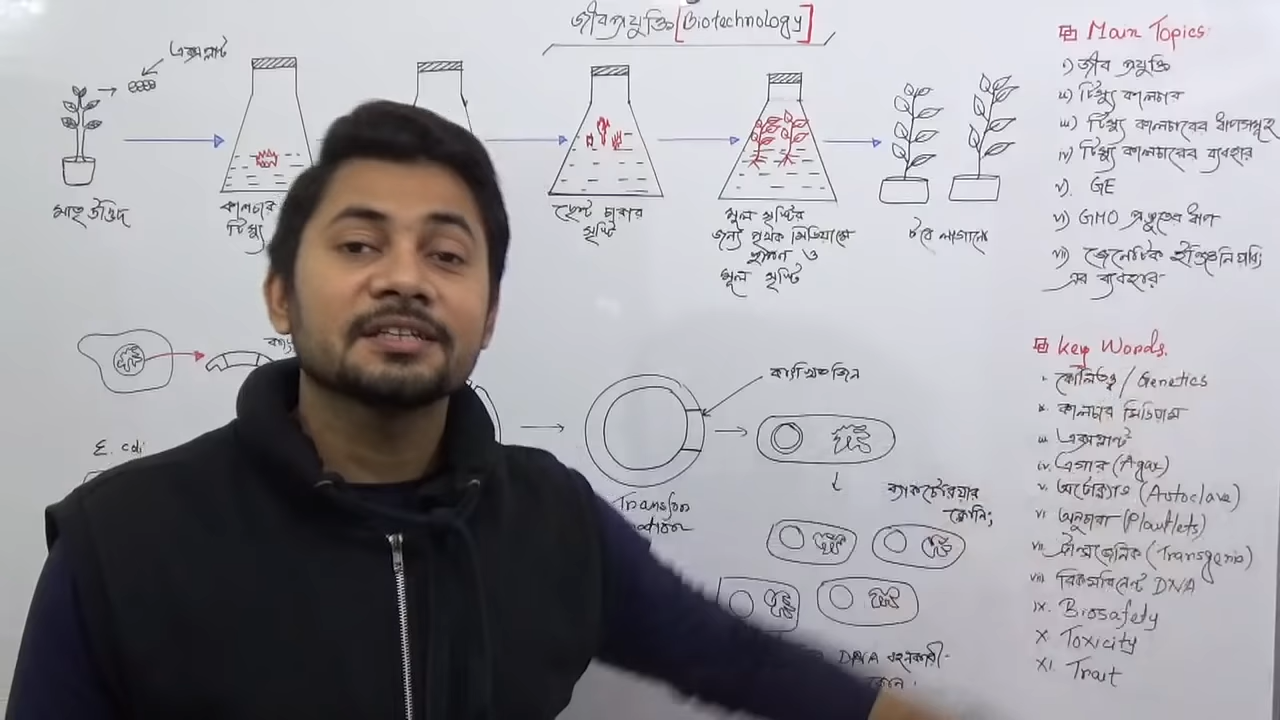 জীবপ্রযুক্তি [Biotechnology]
এক্সপ্লান্ট
মাতৃউদ্ভিদ
কালচার
টিস্যু
ছোট চারার
সৃষ্টি
মূল সৃষ্টির
জন্য পৃথক মিডিয়ামে
স্থাপন ও
মূল সৃষ্টি
টবে লাগানো
E. coli
কাঙ্খিত জিন
ব্যাকটেরিয়ার
ক্লোনিং
DNA বহনকারী
Main Topics:
i) জীব প্রযুক্তি
ii) টিস্যু কালচার
iii) টিস্যু কালচারের ধাপসমূহ
iv) টিস্যু কালচারের ব্যবহার
v). GE
vi) GMO প্রস্তুতের ধাপ
vii) জেনেটিক ইঞ্জিনিয়ারিং
এর ব্যবহার
Key Words.
i. কৌলিতত্ত্ব / Genetics
ii. কালচার মিডিয়াম
iii. এক্সপ্লান্ট
iv. এগার (Agar)
v. অটোক্ল্যাভ (Autoclave)
vi. অনুচারা (Plantlets)
vii. ট্রান্সজেনিক (Transgenic)
viii. রিকম্বিনেন্ট DNA
ix. Biosafety
x. Toxicity
xi. Trait